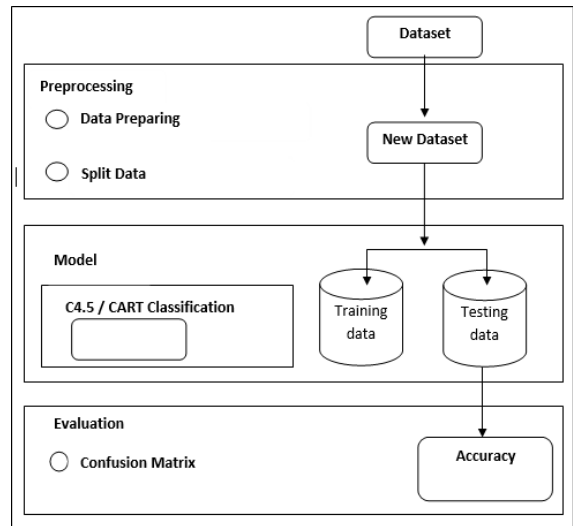 Dataset
Preprocessing
Data Preparing
New Dataset
Split Data
Model
C4.5 / CART Classification
Training
data
Testing
data
Evaluation
Confusion Matrix
Accuracy